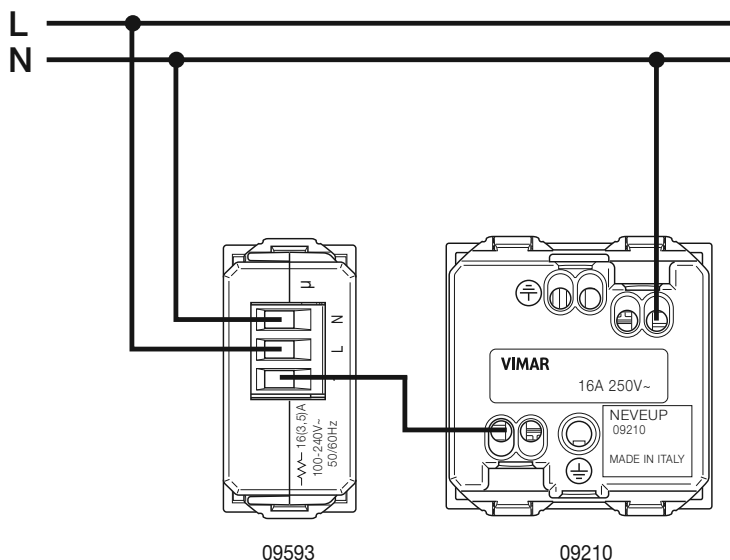 L
N
µ
N
L
16(3,5)A
100-240V~
50/60Hz
VIMAR
16A 250V~
NEVEUP
09210
MADE IN ITALY
09593
09210